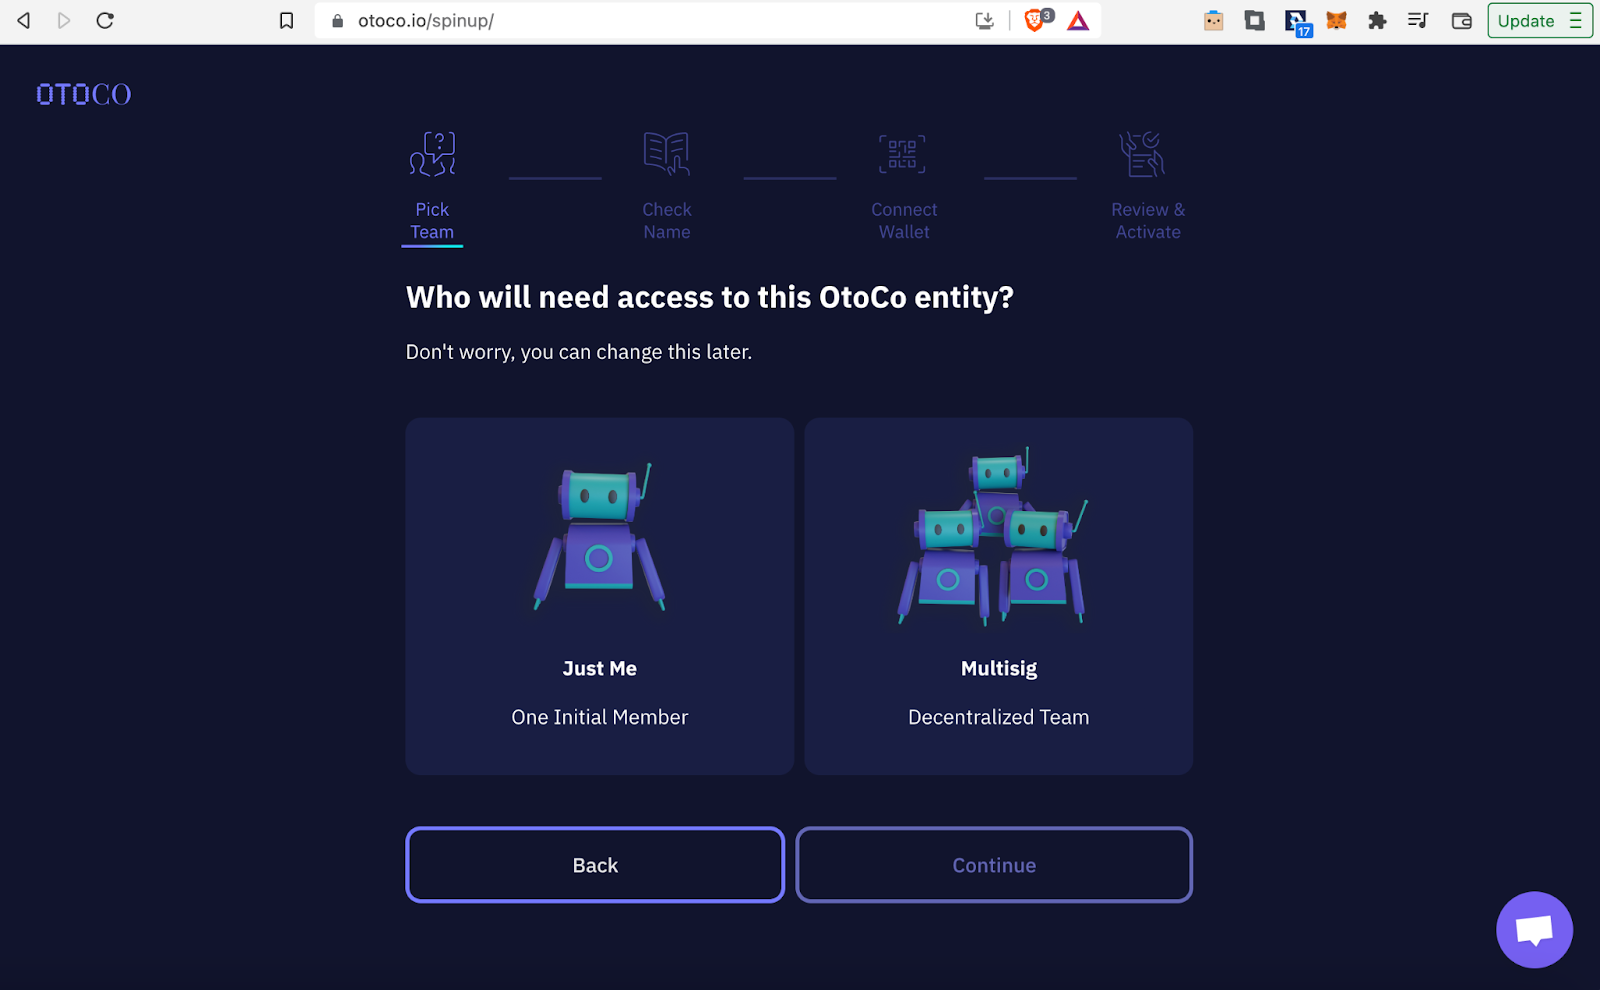 otoco.io/spinup/
3
17
Update
OTOCO
Pick
Team
Check
Name
Connect
Wallet
Review &
Activate
Who will need access to this OtoCo entity?
Don't worry, you can change this later.
Just Me
One Initial Member
Multisig
Decentralized Team
Back
Continue